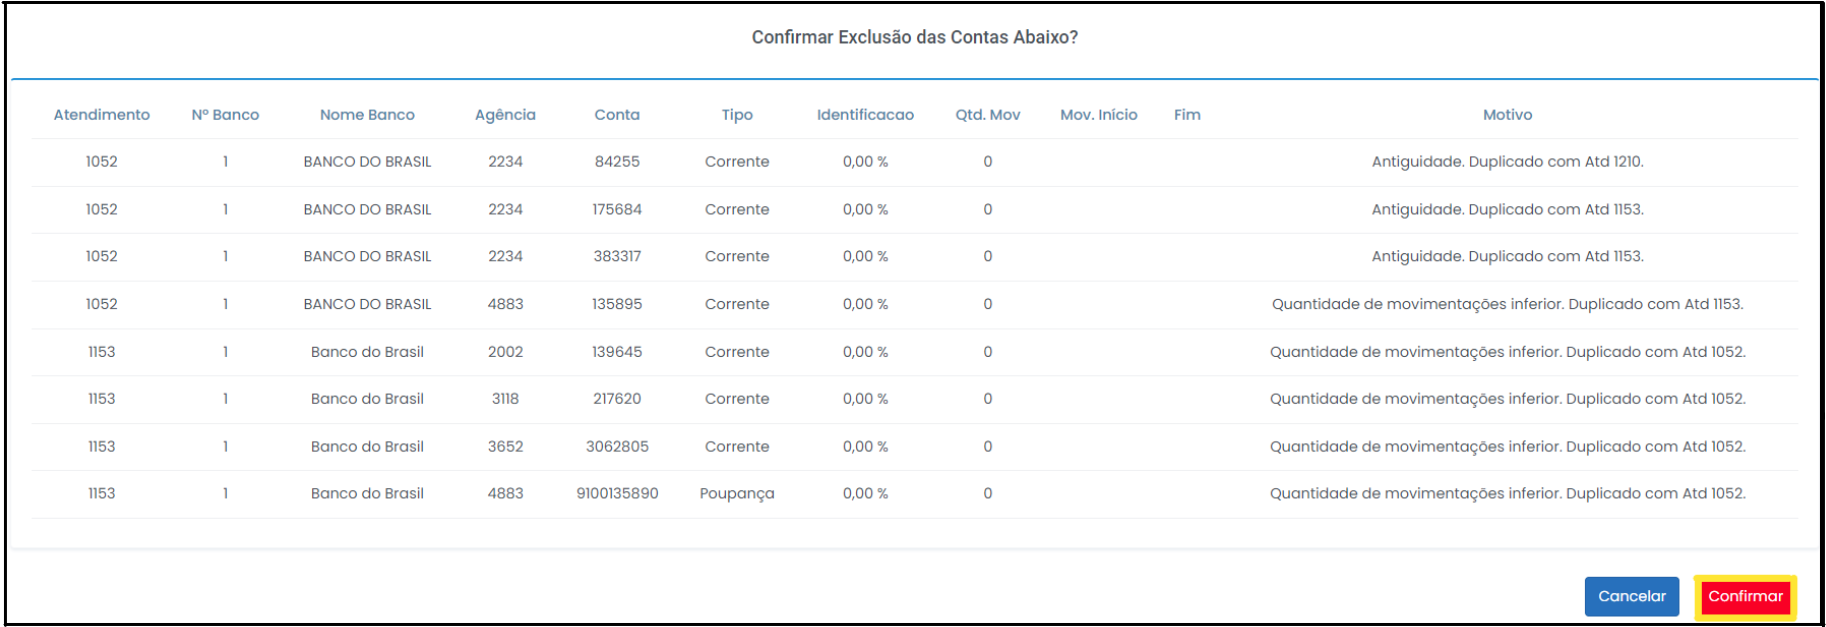 Confirmar Exclusão das Contas Abaixo?
Atendimento Nº Banco Nome Banco Agência Conta Tipo Identificacao Qtd. Mov Mov. Início Fim Motivo
1052 1 BANCO DO BRASIL 2234 84255 Corrente 0,00 % 0 Antiguidade. Duplicado com Atd 1210.
1052 1 BANCO DO BRASIL 2234 175684 Corrente 0,00 % 0 Antiguidade. Duplicado com Atd 1153.
1052 1 BANCO DO BRASIL 2234 383317 Corrente 0,00 % 0 Antiguidade. Duplicado com Atd 1153.
1052 1 BANCO DO BRASIL 4883 135895 Corrente 0,00 % 0 Quantidade de movimentações inferior. Duplicado com Atd 1153.
1153 1 Banco do Brasil 2002 139645 Corrente 0,00 % 0 Quantidade de movimentações inferior. Duplicado com Atd 1052.
1153 1 Banco do Brasil 3118 217620 Corrente 0,00 % 0 Quantidade de movimentações inferior. Duplicado com Atd 1052.
1153 1 Banco do Brasil 3652 3062805 Corrente 0,00 % 0 Quantidade de movimentações inferior. Duplicado com Atd 1052.
1153 1 Banco do Brasil 4883 9100135890 Poupança 0,00 % 0 Quantidade de movimentações inferior. Duplicado com Atd 1052.
Cancelar Confirmar